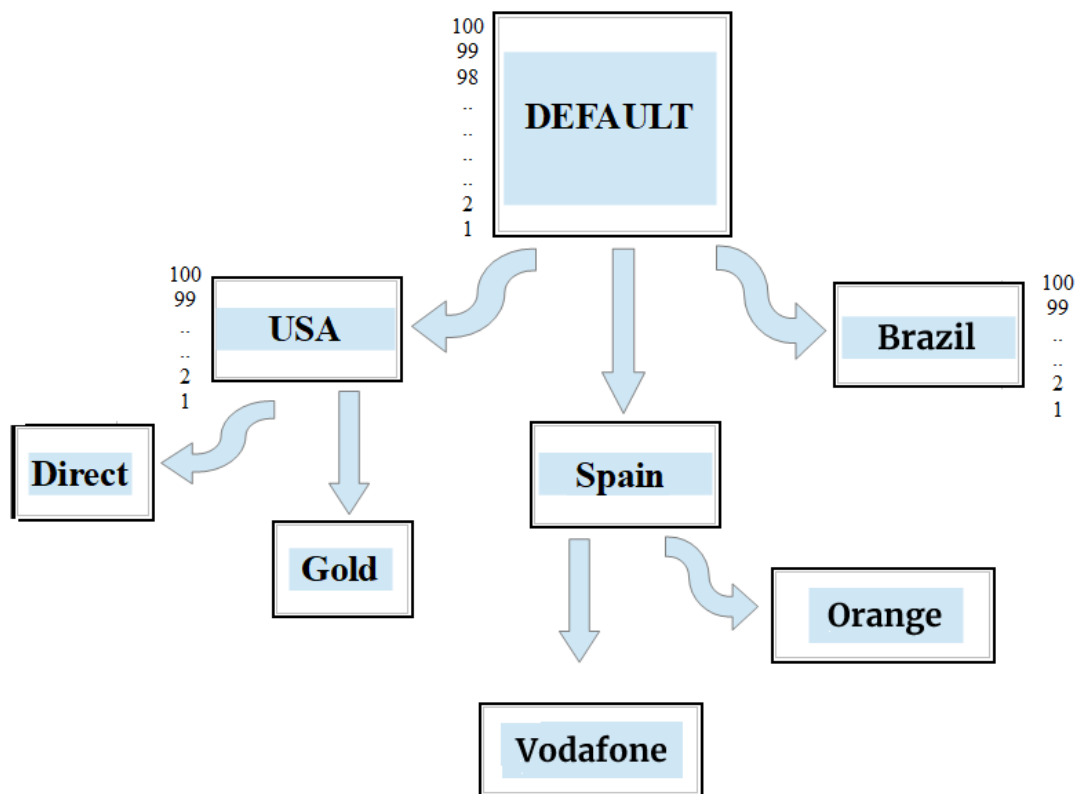 100
99
98
..
..
..
..
2
1
DEFAULT
100
99
..
..
2
1
USA
Brazil
100
99
..
..
2
1
Direct
Spain
Gold
Orange
Vodafone